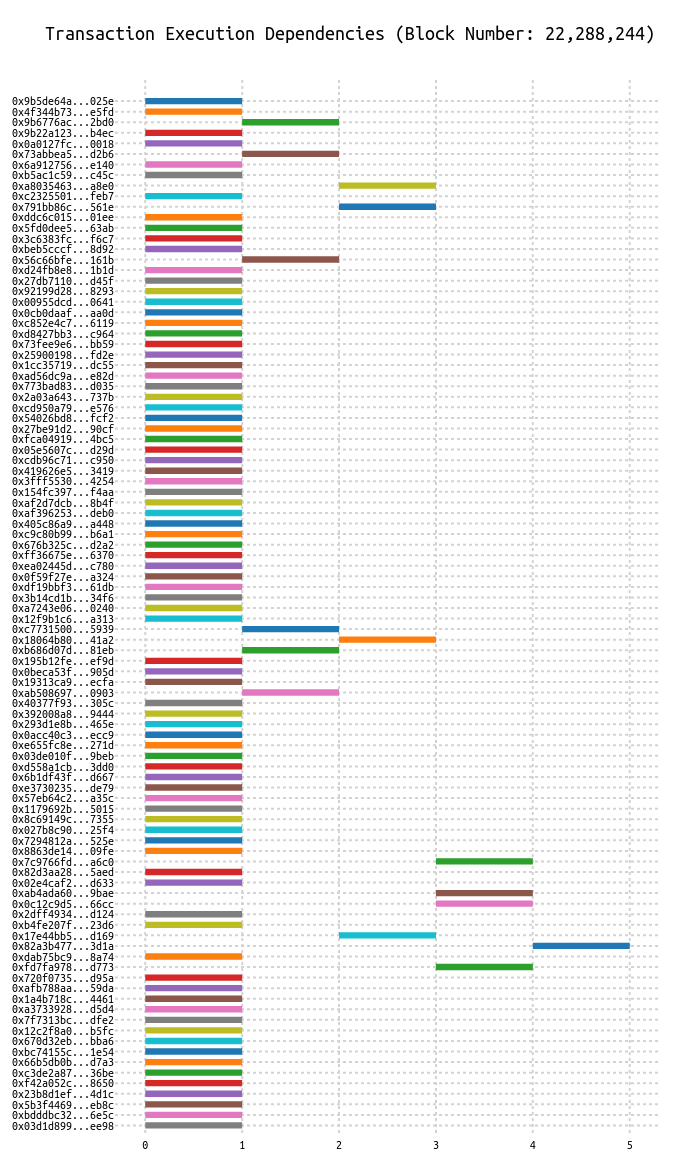 Transaction Execution Dependencies (Block Number: 22,288,244)
0x9b5de64a...025e
0x4f344b73...e5fd
0x9b6776ac...2bd0
0x9b22a123...b4ec
0x0a0127fc...0018
0x73abbea5...d2b6
0x6a912756...e140
0xb5ac1c59...c45c
0xa8035463...a8e0
0xc2325501...feb7
0x791bb86c...561e
0xddc6c015...01ee
0x5fd0dee5...63ab
0x3c6383fc...f6c7
0xbeb5cccf...8d92
0x56c66bfe...161b
0xd24fb8e8...1b1d
0x27db7110...d45f
0x92199d28...8293
0x00955dcd...0641
0x0cb0daaf...aa0d
0xc852e4c7...6119
0xd8427bb3...c964
0x73fee9e6...bb59
0x25900198...fd2e
0x1cc35719...dc55
0xad56dc9a...e82d
0x773bad83...d035
0x2a03a643...737b
0xcd950a79...e576
0x54026bd8...fcf2
0x27be91d2...90cf
0xfca04919...4bc5
0x05e5607c...d29d
0xcdb96c71...c950
0x419626e5...3419
0x3fff5530...4254
0x154fc397...f4aa
0xaf2d7dcb...8b4f
0xaf396253...deb0
0x405c86a9...a448
0xc9c80b99...b6a1
0x676b325c...d2a2
0xff36675e...6370
0xea02445d...c780
0x0f59f27e...a324
0xdf19bbf3...61db
0x3b14cd1b...34f6
0xa7243e06...0240
0x12f9b1c6...a313
0xc7731500...5939
0x18064b80...41a2
0xb686d07d...81eb
0x195b12fe...ef9d
0x0beca53f...905d
0x19313ca9...ecfa
0xab508697...0903
0x40377f93...305c
0x392008a8...9444
0x293d1e8b...465e
0x0acc40c3...ecc9
0xe655fc8e...271d
0x03de010f...9beb
0xd558a1cb...3dd0
0x6b1df43f...d667
0xe3730235...de79
0x57eb64c2...a35c
0x1179692b...5015
0x8c69149c...7355
0x027b8c90...25f4
0x7294812a...525e
0x8863de14...09fe
0x7c9766fd...a6c0
0x82d3aa28...5aed
0x02e4caf2...d633
0xab4ada60...9bae
0x0c12c9d5...66cc
0x2dff4934...d124
0xb4fe207f...23d6
0x17e44bb5...d169
0x82a3b477...3d1a
0xdab75bc9...8a74
0xfd7fa978...d773
0x720f0735...d95a
0xafb788aa...59da
0x1a4b718c...4461
0xa3733928...d5d4
0x7f7313bc...dfe2
0x12c2f8a0...b5fc
0x670d32eb...bba6
0xbc74155c...1e54
0x66b5db0b...d7a3
0xc3de2a87...36be
0xf42a052c...8650
0x23b8d1ef...4d1c
0x5b3f4469...eb8c
0xbdddbc32...6e5c
0x03d1d899...ee98
0 1 2 3 4 5